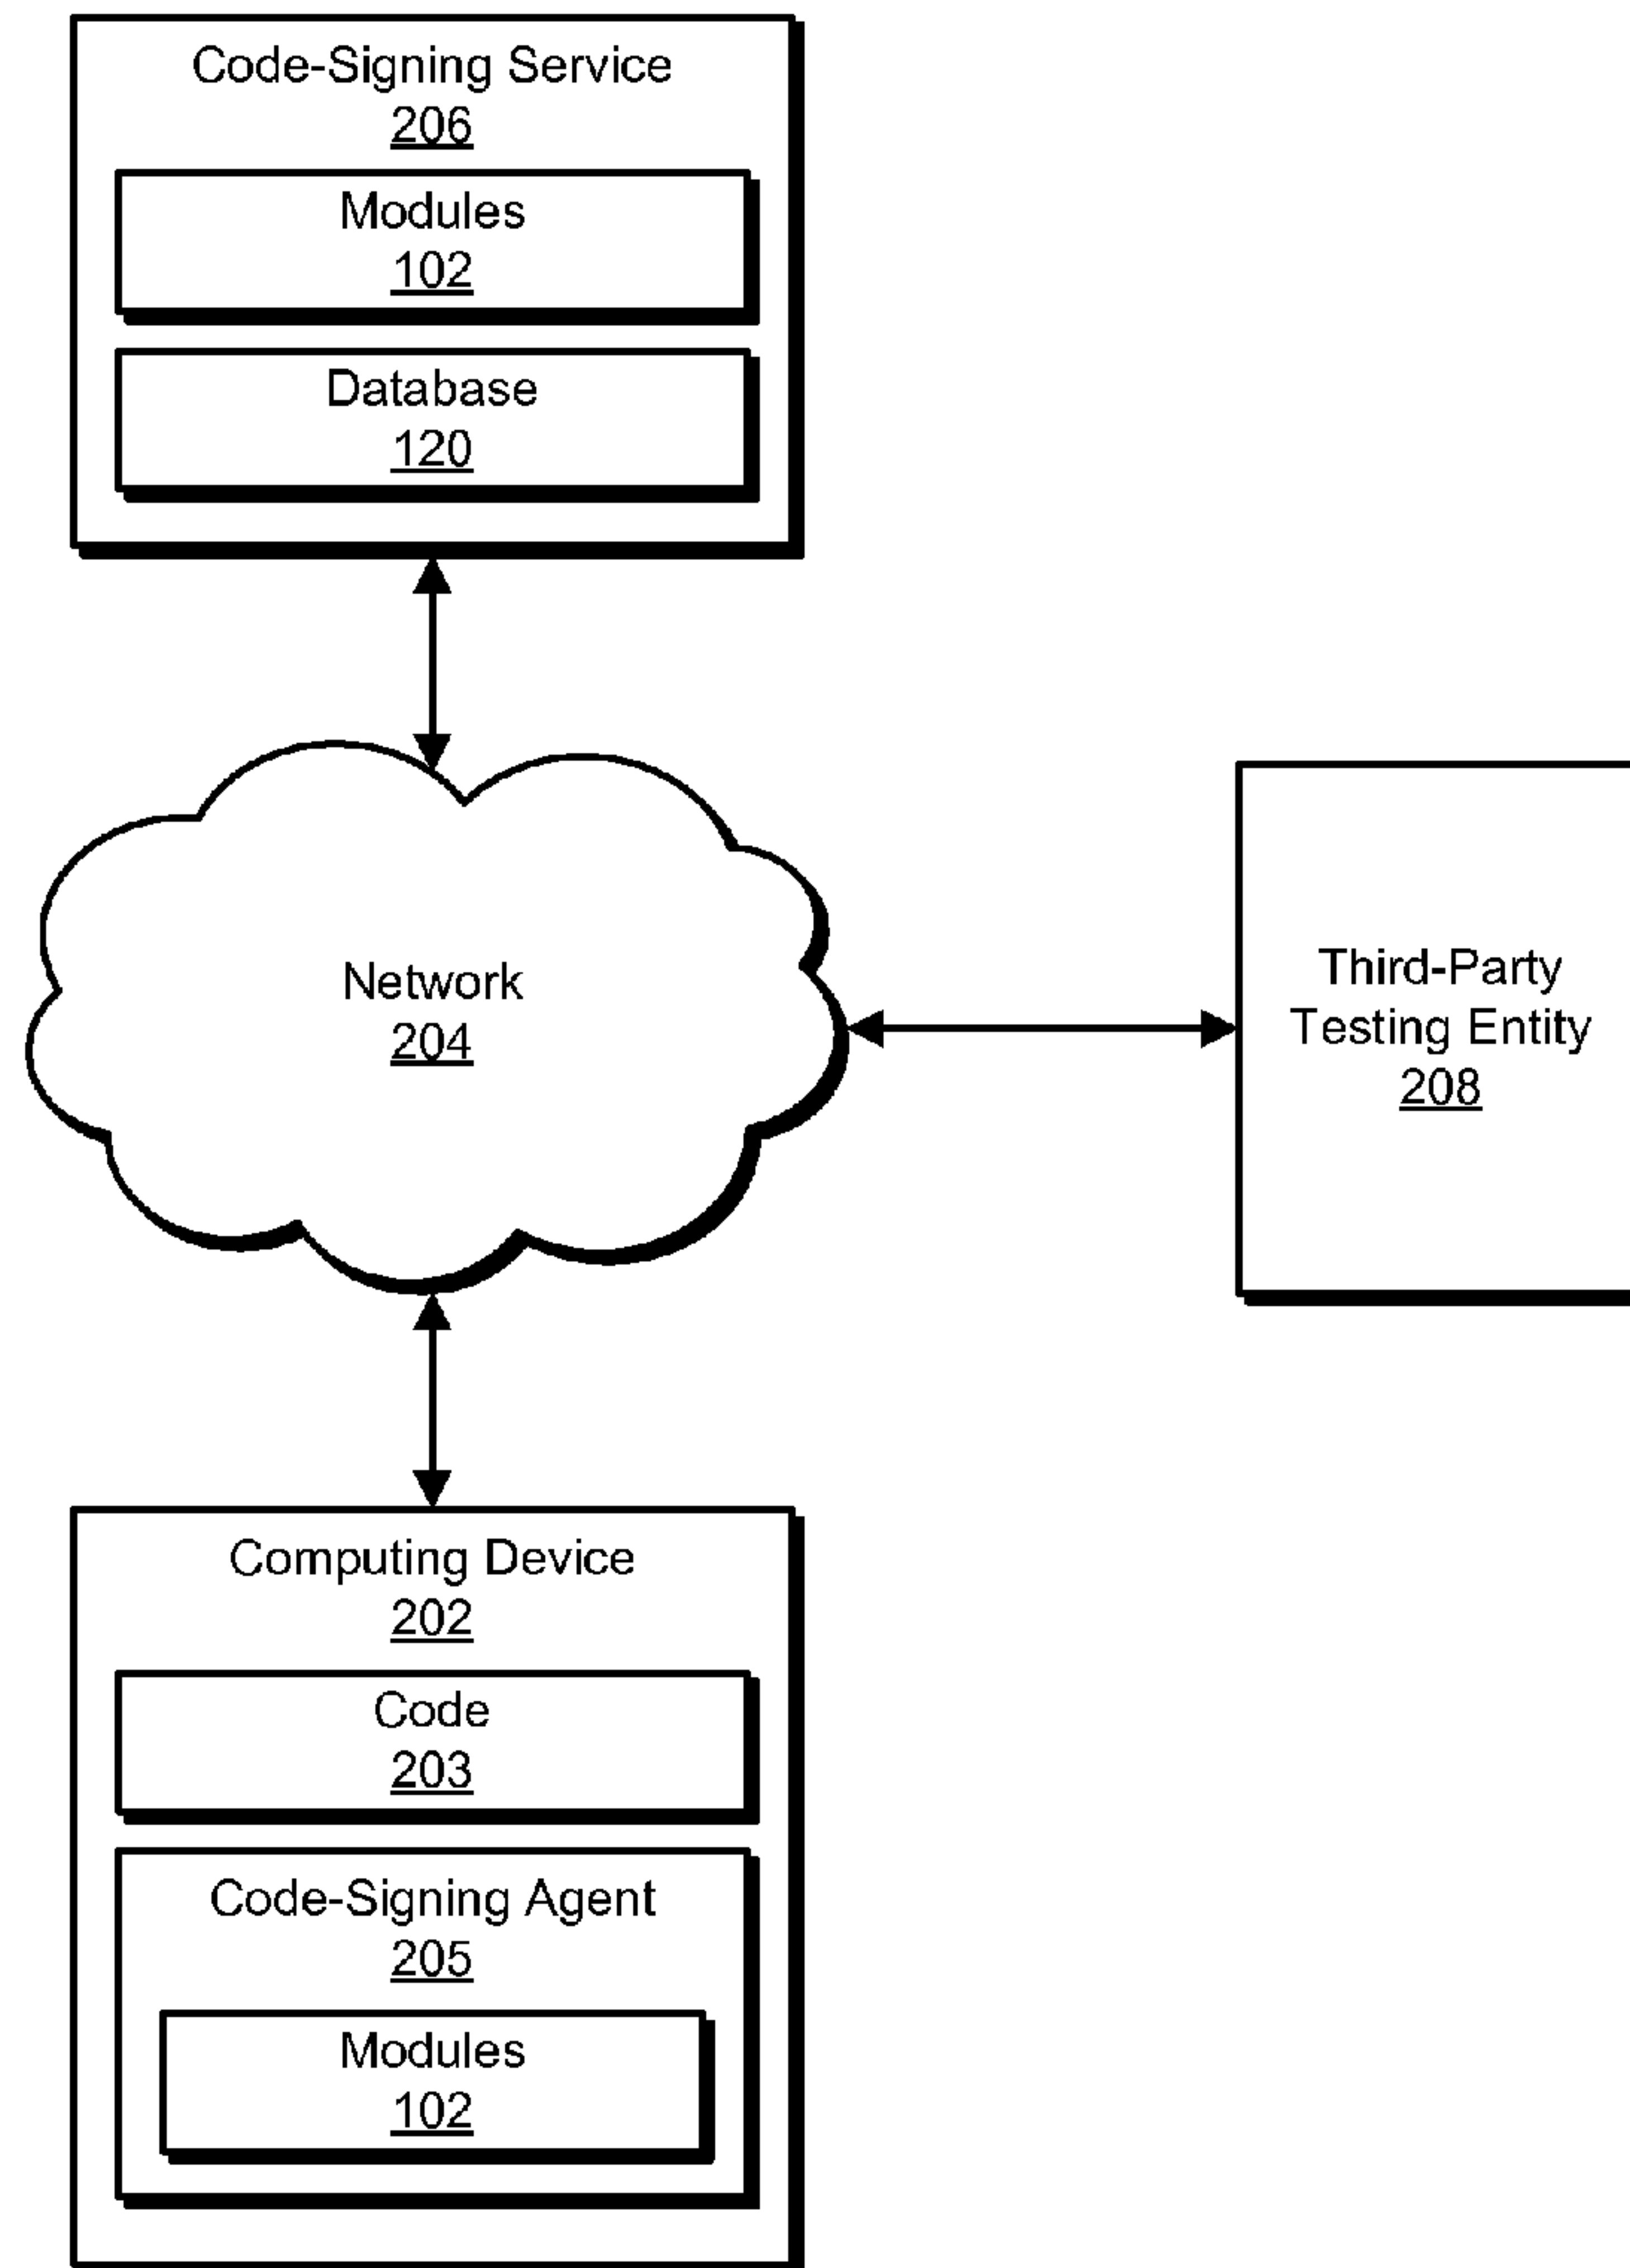 Code-Signing Service
206
Modules
102
Database
120
Network
204
Third-Party
Testing Entity
208
Computing Device
202
Code
203
Code-Signing Agent
205
Modules
102